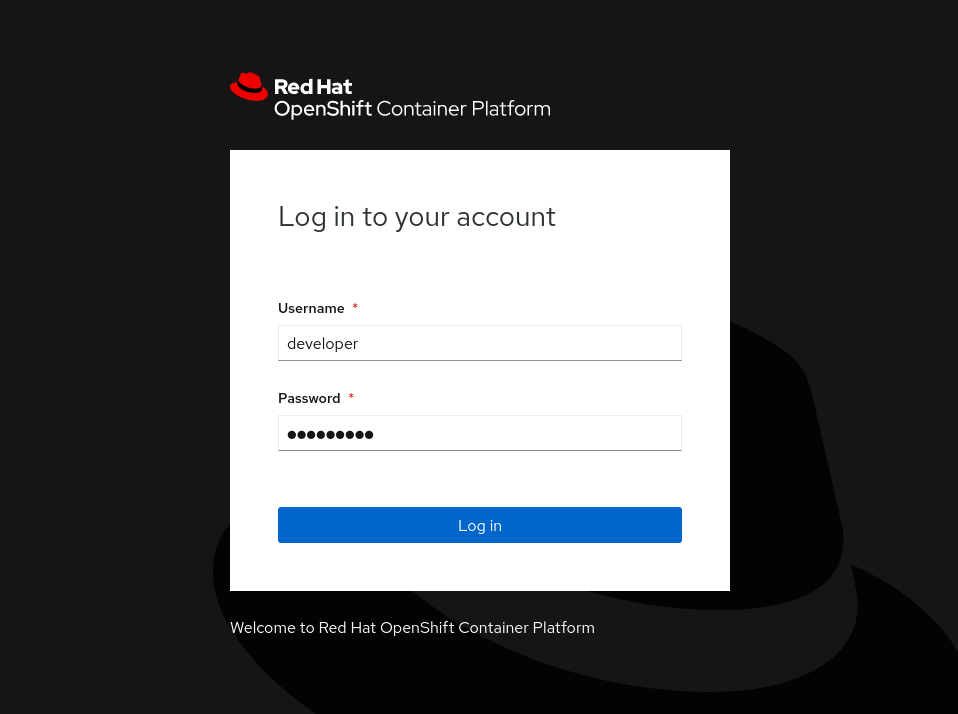 Red Hat
OpenShift Container Platform
Log in to your account
Username *
developer
Password *
●●●●●●●●●
Log in
Welcome to Red Hat OpenShift Container Platform